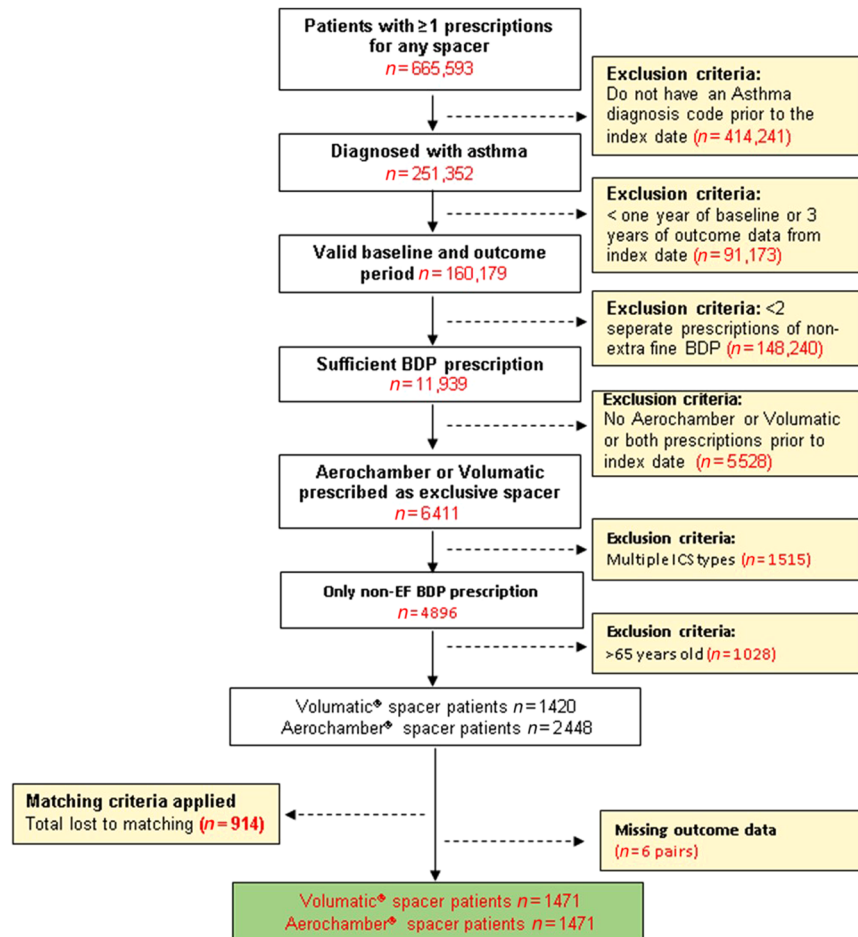 Patients with ≥1 prescriptions
for any spacer
n=665,593
Exclusion criteria:
Do not have an Asthma
diagnosis code prior to the
index date (n=414,241)
Diagnosed with asthma
n=251,352
Exclusion criteria:
< one year of baseline or 3
years of outcome data from
index date (n=91,173)
Valid baseline and outcome
period n=160,179
Exclusion criteria: <2
seperate prescriptions of non-
extra fine BDP (n=148,240)
Sufficient BDP prescription
n=11,939
Exclusion criteria:
No Aerochamber or Volumatic
or both prescriptions prior to
index date (n=5528)
Aerochamber or Volumatic
prescribed as exclusive spacer
n=6411
Exclusion criteria:
Multiple ICS types (n=1515)
Only non-EF BDP prescription
n=4896
Exclusion criteria:
>65 years old (n=1028)
Volumatic® spacer patients n=1420
Aerochamber® spacer patients n=2448
Matching criteria applied
Total lost to matching (n=914)
Missing outcome data
(n=6 pairs)
Volumatic® spacer patients n=1471
Aerochamber® spacer patients n=1471